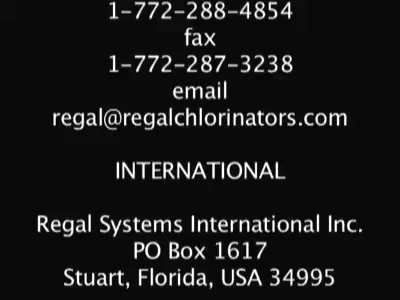 1-772-288-4854
fax
1-772-287-3238
email
regal@regalchlorinators.com
INTERNATIONAL
Regal Systems International Inc.
PO Box 1617
Stuart, Florida, USA 34995